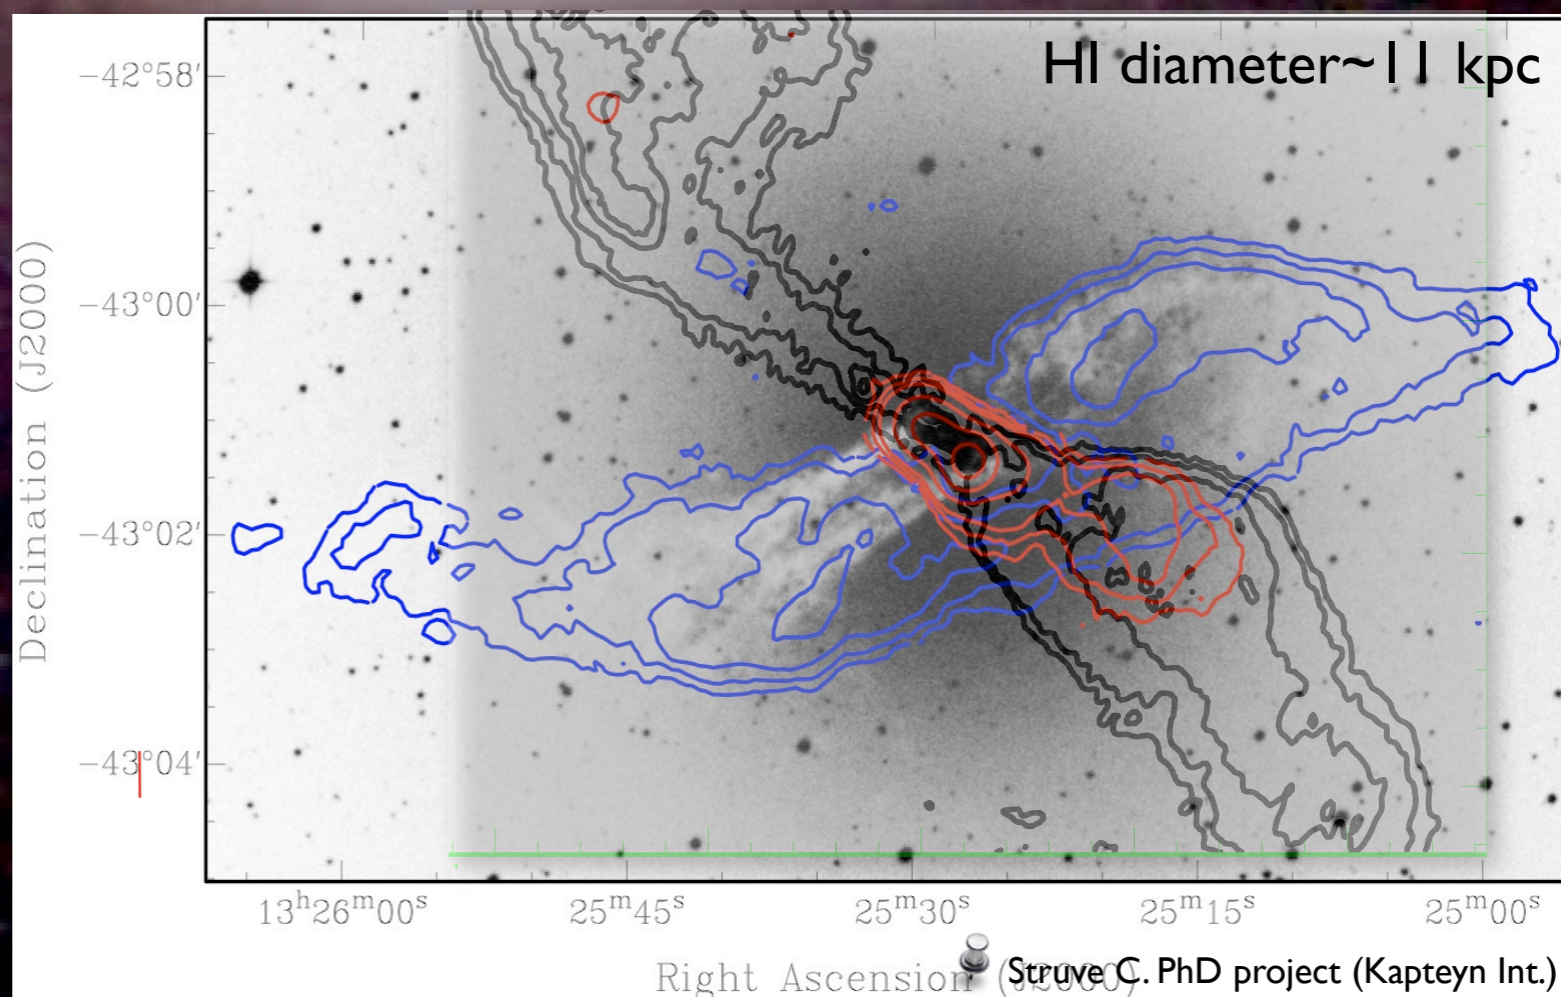 HI diameter~11 kpc
-42°58'
-43°00'
-43°02'
-43°04'
Declination (J2000)
13ʰ26ᵐ00ˢ 25ᵐ45ˢ 25ᵐ30ˢ 25ᵐ15ˢ 25ᵐ00ˢ
Right Ascension (J2000)
Struve C. PhD project (Kapteyn Int.)